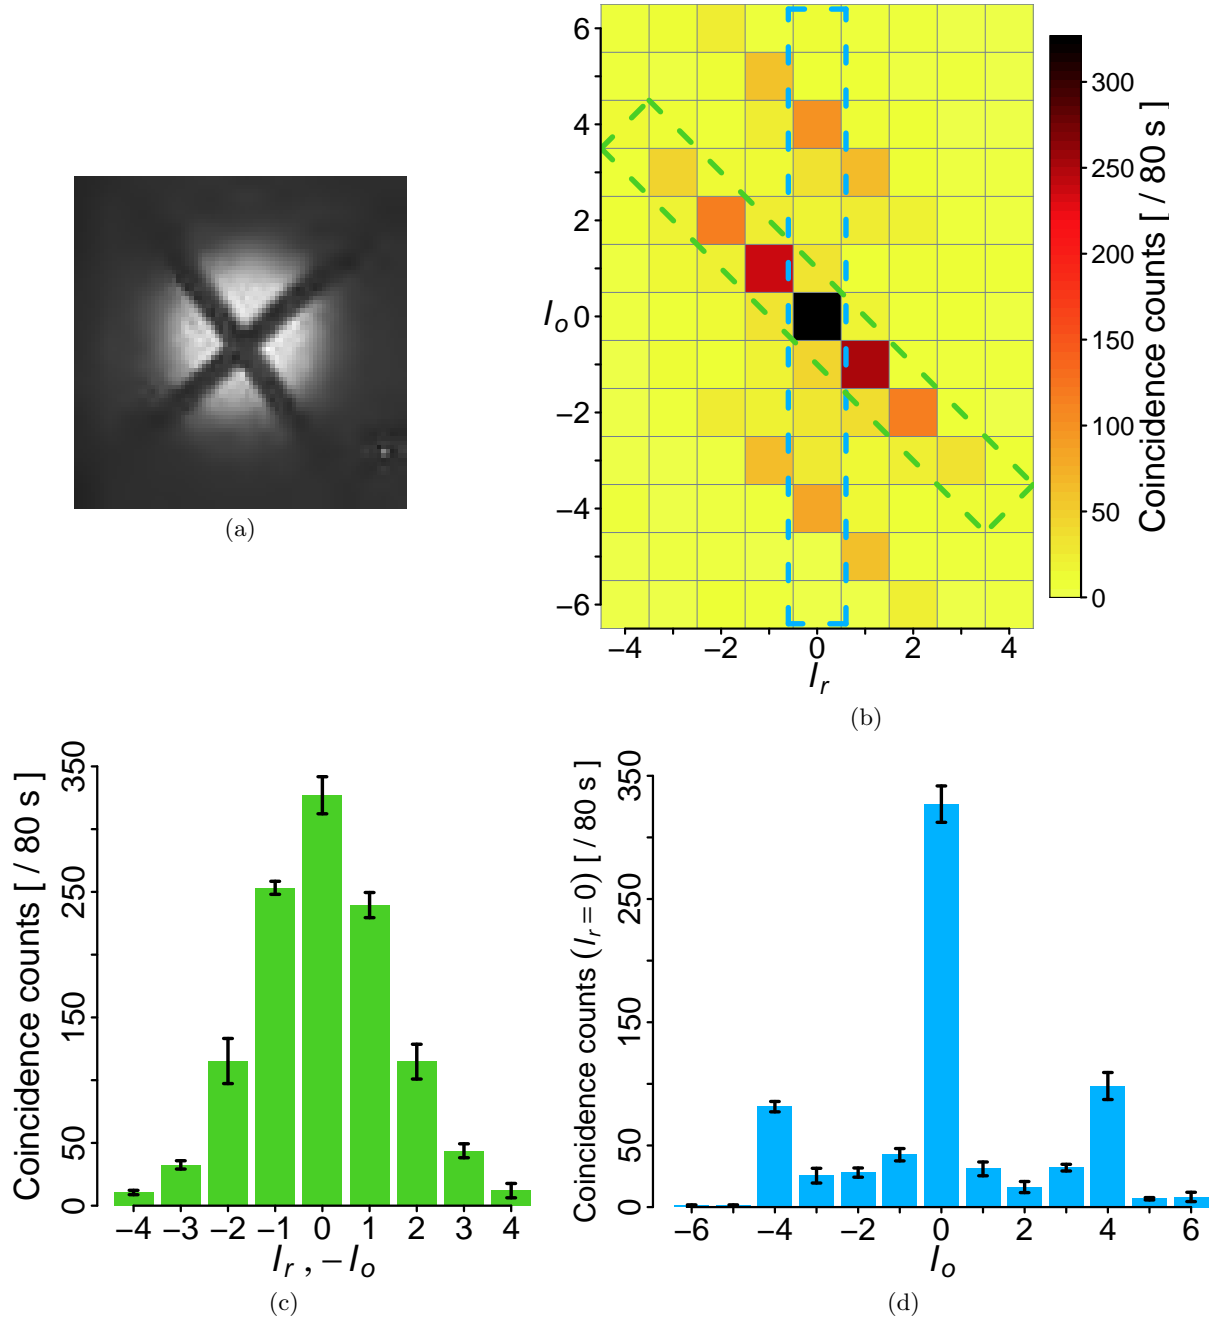 6
4
2
0
−2
−4
−6
l_o
−4 −2 0 2 4
l_r
300
250
200
150
100
50
0
Coincidence counts [ / 80 s ]
(a)
(b)
Coincidence counts [ / 80 s ]
350
250
150
50
0
−4 −3 −2 −1 0 1 2 3 4
l_r , −l_o
(c)
Coincidence counts (l_r = 0) [ / 80 s ]
350
250
150
50
0
−6 −4 −2 0 2 4 6
l_o
(d)